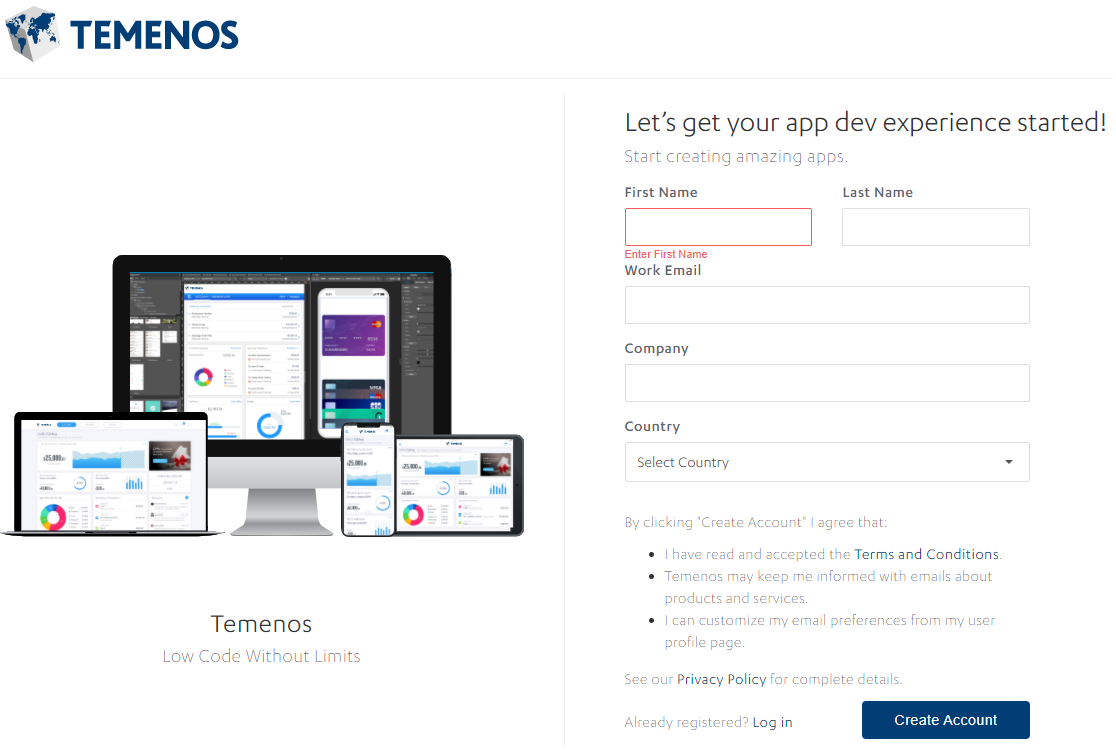 TEMENOS
Let's get your app dev experience started!
Start creating amazing apps.
First Name
Last Name
Enter First Name
Work Email
Company
Country
Select Country
By clicking "Create Account" I agree that:
I have read and accepted the Terms and Conditions.
Temenos may keep me informed with emails about
products and services.
I can customize my email preferences from my user
profile page.
See our Privacy Policy for complete details.
Already registered? Log in
Create Account
Temenos
Low Code Without Limits